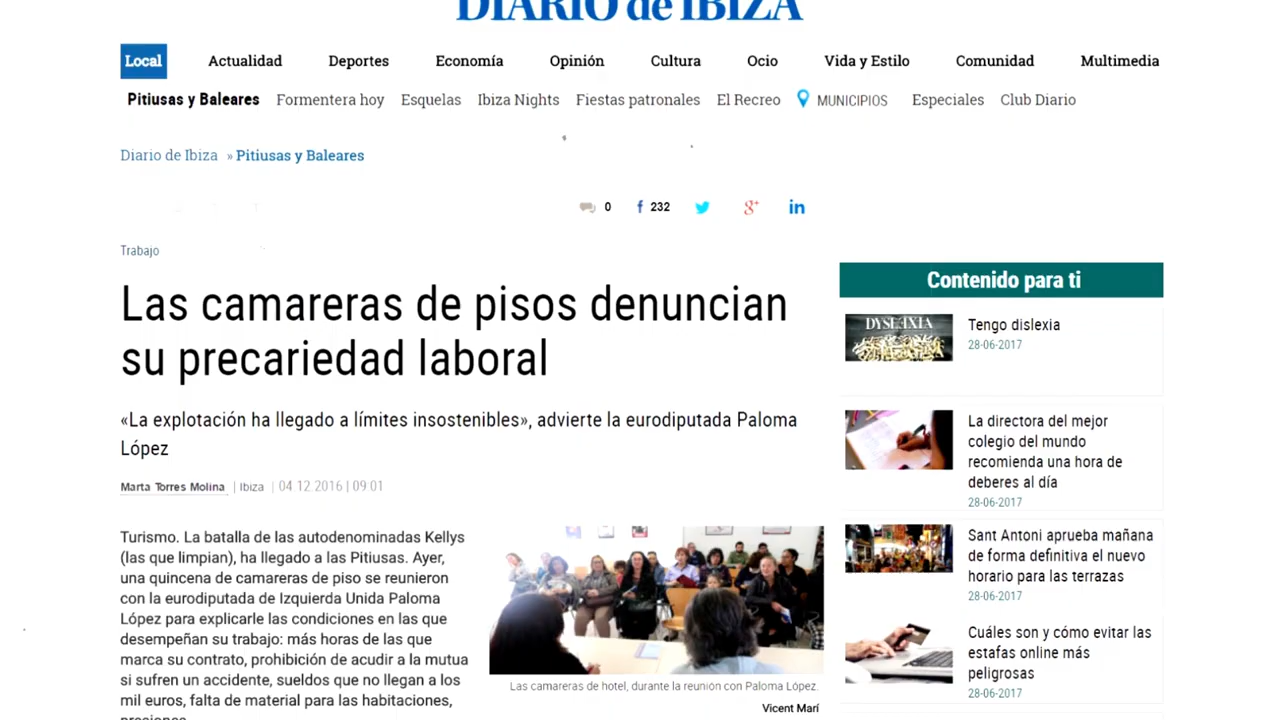 DIARIO de IBIZA
Local Actualidad Deportes Economía Opinión Cultura Ocio Vida y Estilo Comunidad Multimedia
Pitiusas y Baleares Formentera hoy Esquelas Ibiza Nights Fiestas patronales El Recreo MUNICIPIOS Especiales Club Diario
Diario de Ibiza » Pitiusas y Baleares
0 232
Trabajo
Las camareras de pisos denuncian
su precariedad laboral
«La explotación ha llegado a límites insostenibles», advierte la eurodiputada Paloma
López
Marta Torres Molina | Ibiza | 04.12.2016 | 09:01
Turismo. La batalla de las autodenominadas Kellys
(las que limpian), ha llegado a las Pitiusas. Ayer,
una quincena de camareras de piso se reunieron
con la eurodiputada de Izquierda Unida Paloma
López para explicarle las condiciones en las que
desempeñan su trabajo: más horas de las que
marca su contrato, prohibición de acudir a la mutua
si sufren un accidente, sueldos que no llegan a los
mil euros, falta de material para las habitaciones,
presiones
Las camareras de hotel, durante la reunión con Paloma López.
Vicent Marí
Contenido para ti
DYSLEXIA
Tengo dislexia
28-06-2017
La directora del mejor
colegio del mundo
recomienda una hora de
deberes al día
28-06-2017
Sant Antoni aprueba mañana
de forma definitiva el nuevo
horario para las terrazas
28-06-2017
Cuáles son y cómo evitar las
estafas online más
peligrosas
28-06-2017